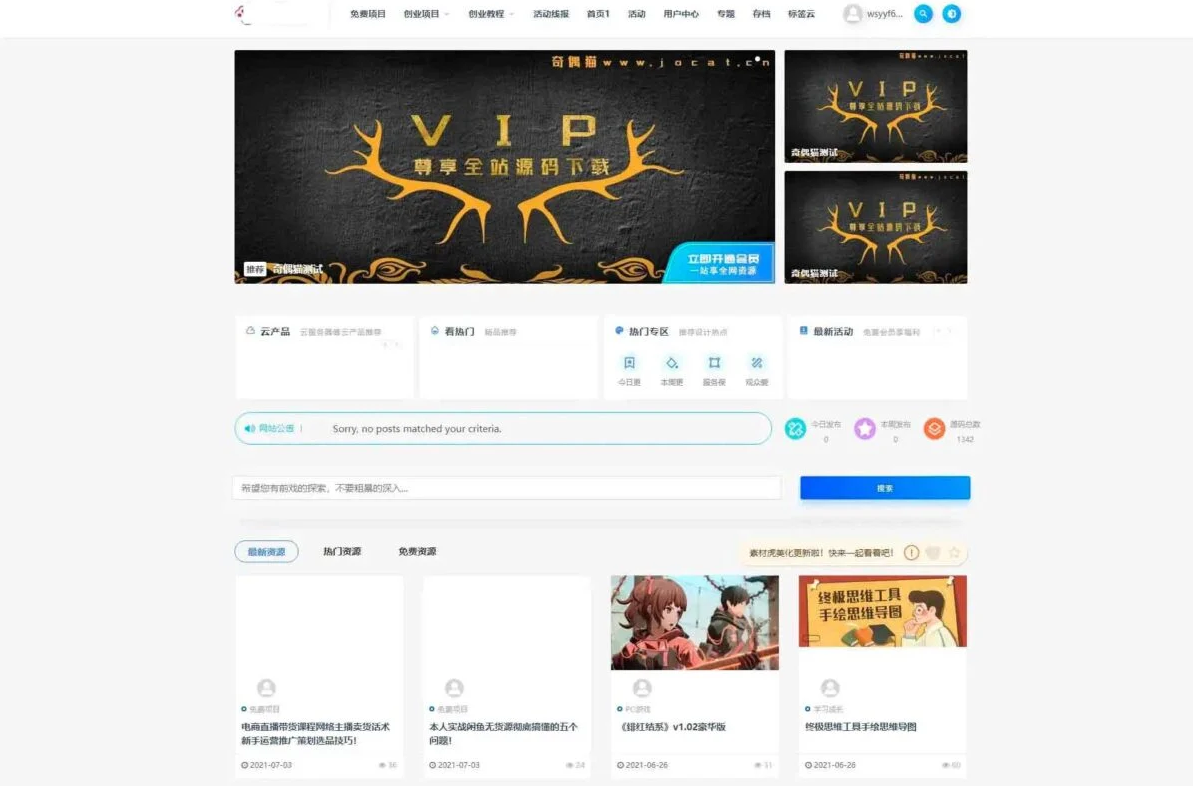 免费项目 创业项目 创业教程 活动线报 首页1 活动 用户中心 专题 存档 标签云 wsyyf6...
奇偶猫www.jocat.cn
VIP
尊享全站源码下载
立即开通会员
一站享全网资源
推荐 奇偶猫测试
VIP
尊享全站源码下载
奇偶猫测试
VIP
尊享全站源码下载
奇偶猫测试
云产品
看热门 精品推荐
热门专区 推荐设计热点
今日更 本周更 服务保 观众爱
最新活动 免费会员享福利
网站公告 Sorry, no posts matched your criteria.
今日发布 0
本周发布 0
源码总数 1342
希望您有前戏的探索，不要粗暴的深入...
搜索
最新资源 热门资源 免费资源
素材虎美化更新啦！快来一起看看吧！
免费项目
电商直播带货课程网络主播卖货话术
新手运营推广策划选品技巧!
2021-07-03 36
免费项目
本人实战闲鱼无货源彻底搞懂的五个
问题!
2021-07-03 34
PC游戏
《绯红结系》v1.02豪华版
2021-06-26 31
终极思维工具
手绘思维导图
学习成长
终极思维工具手绘思维导图
2021-06-26